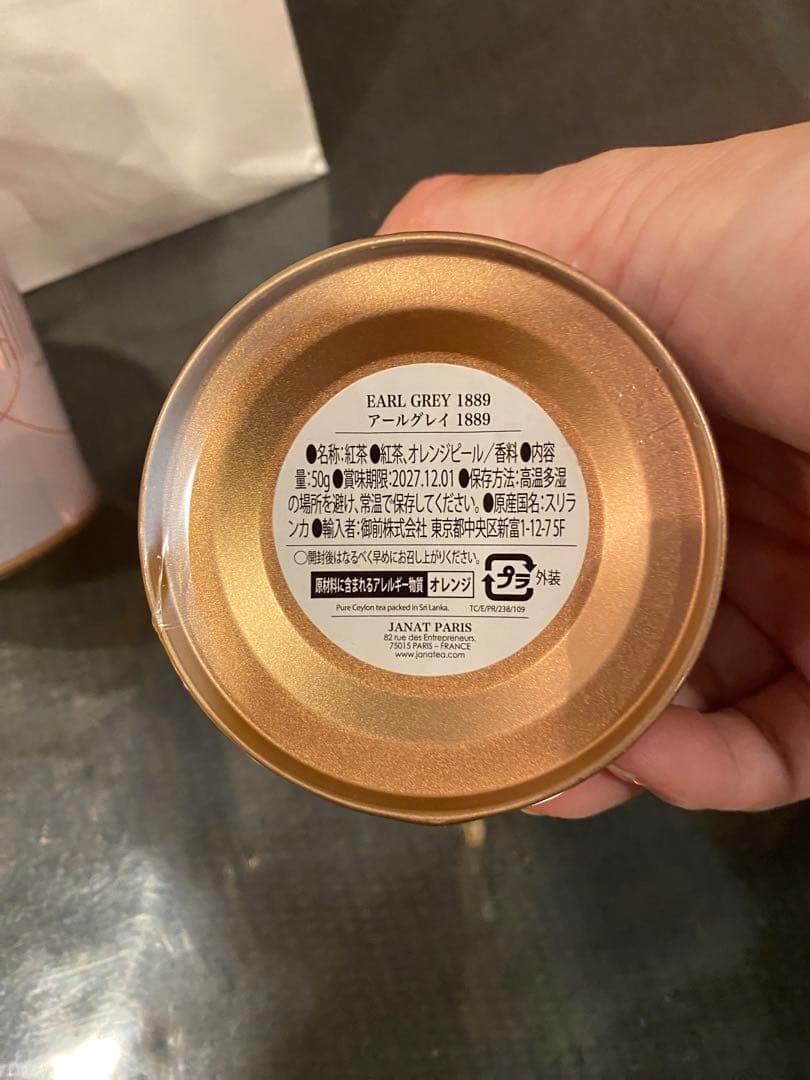 EARL GREY 1889
アールグレイ 1889
●名称:紅茶 ●紅茶、オレンジピール／香料 ●内容
量:50g ●賞味期限:2027.12.01 ●保存方法:高温多湿
の場所を避け、常温で保存してください。 ●原産国名:スリラ
ンカ ●輸入者:御前株式会社 東京都中央区新富1-12-7 5F
○開封後はなるべく早めにお召し上がりください。
原材料に含まれるアレルギー物質 オレンジ プラ 外装
Pure Ceylon tea packed in Sri Lanka. TC/E/PR/238/109
JANAT PARIS
82 rue des Entrepreneurs,
75015 PARIS – FRANCE
www.janatea.com